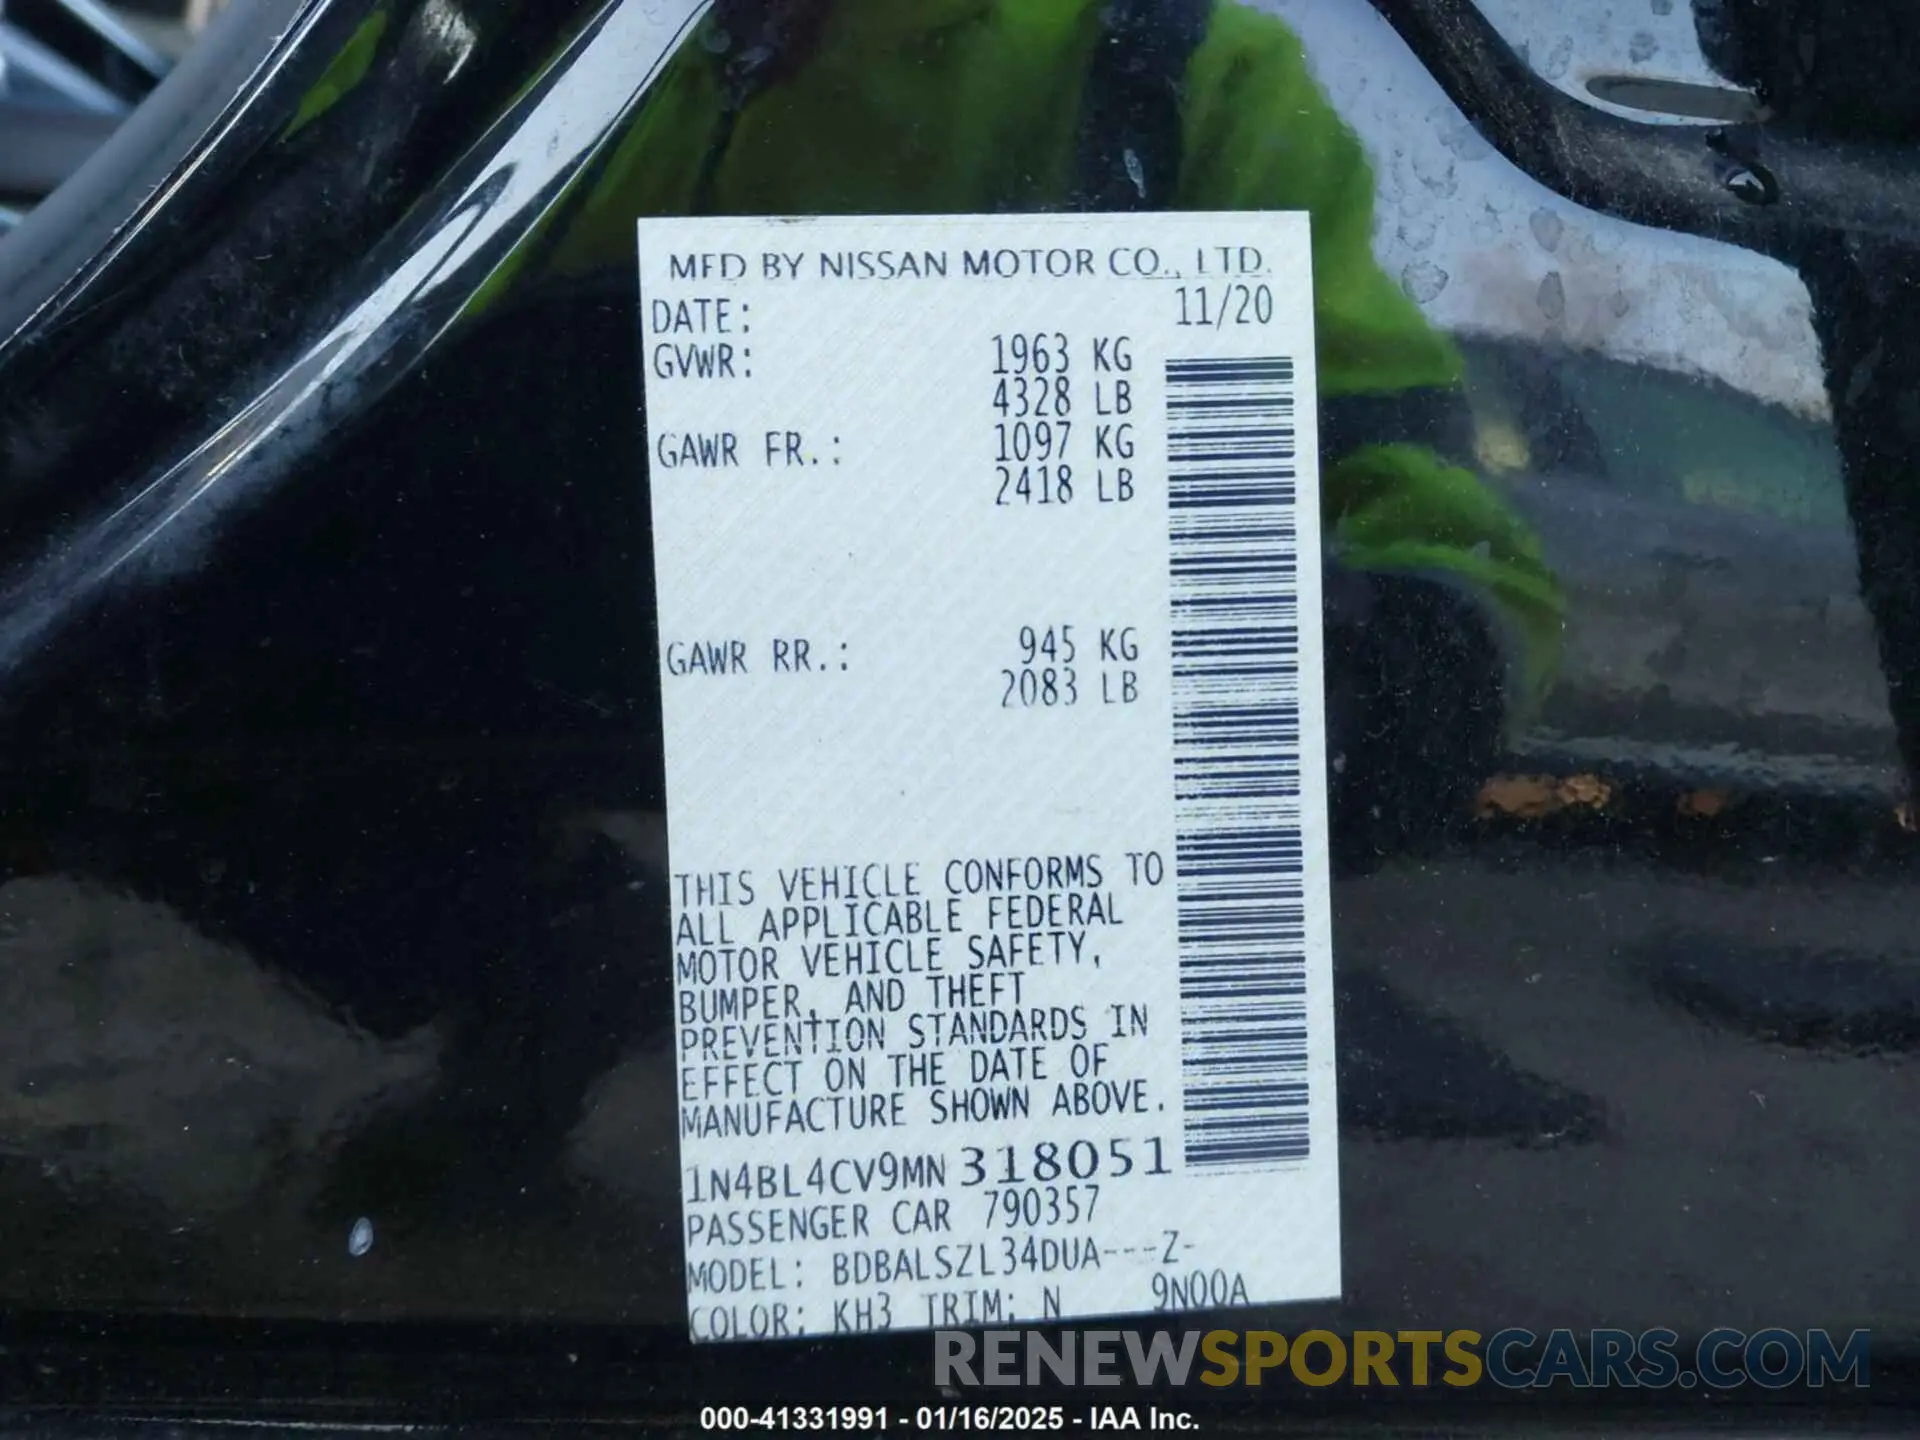 MFD BY NISSAN MOTOR CO., LTD.
DATE: 11/20
GVWR: 1963 KG
4328 LB
GAWR FR.: 1097 KG
2418 LB
GAWR RR.: 945 KG
2083 LB
THIS VEHICLE CONFORMS TO
ALL APPLICABLE FEDERAL
MOTOR VEHICLE SAFETY,
BUMPER, AND THEFT
PREVENTION STANDARDS IN
EFFECT ON THE DATE OF
MANUFACTURE SHOWN ABOVE.
1N4BL4CV9MN318051
PASSENGER CAR 790357
MODEL: BDBALSZL34DUA---Z-
COLOR: KH3 TRIM: N 9N00A
RENEWSPORTSCARS.COM
000-41331991 - 01/16/2025 - IAA Inc.